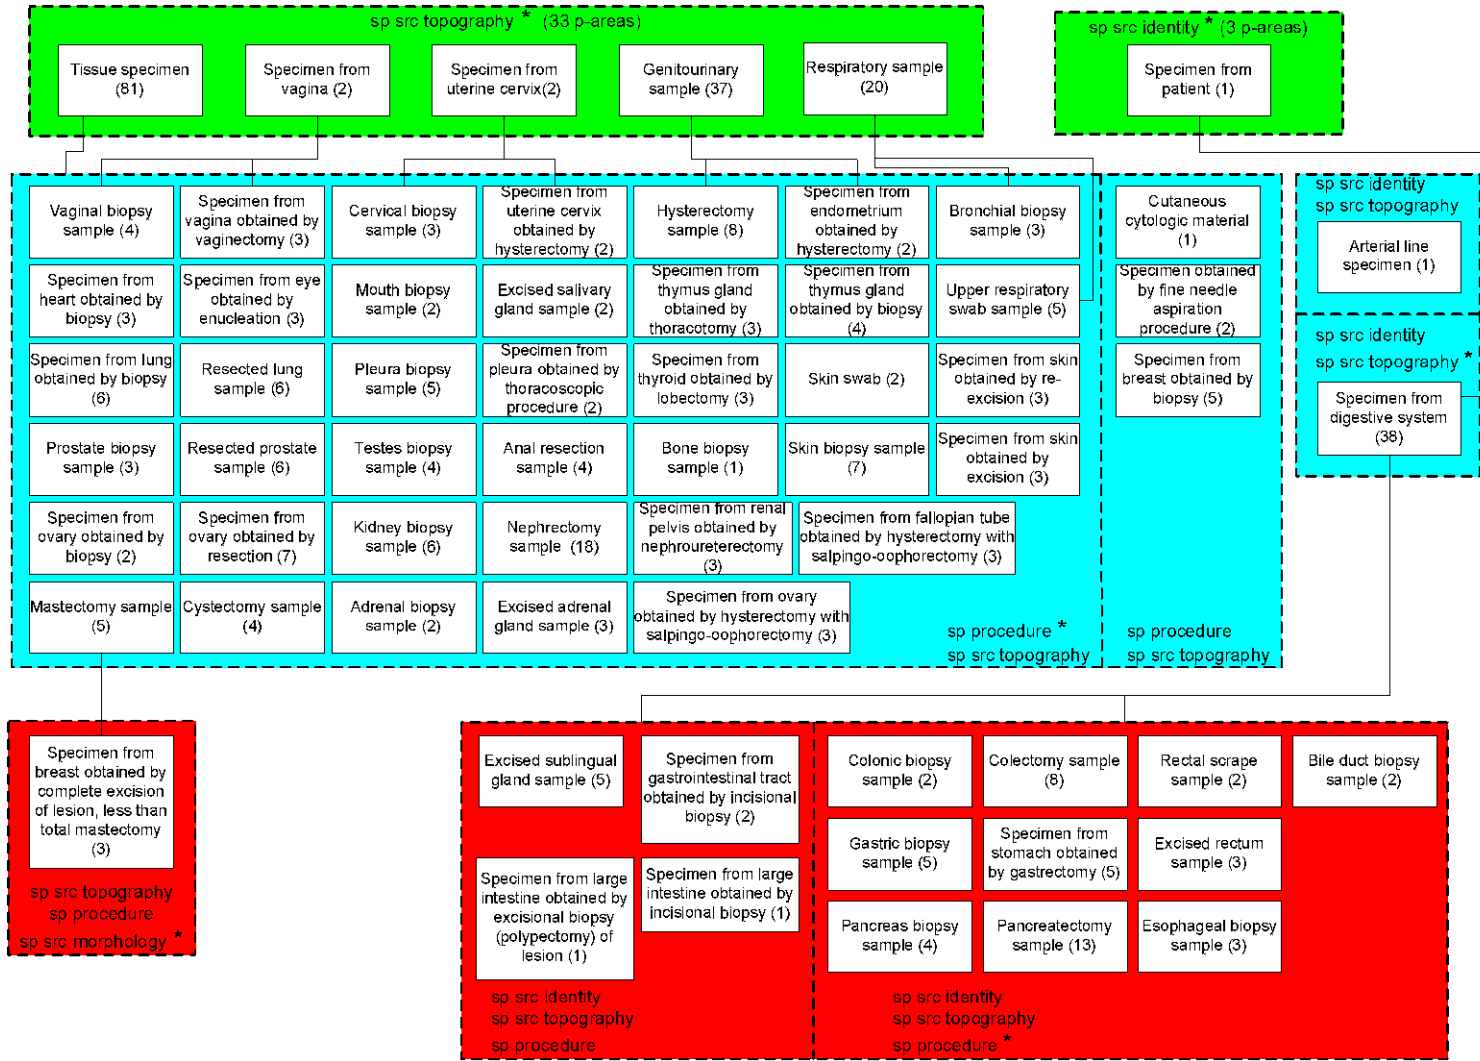 sp src topography * (33 p-areas)
Tissue specimen
(81)
Specimen from
vagina (2)
Specimen from
uterine cervix(2)
Genitourinary
sample (37)
Respiratory sample
(20)
sp src identity * (3 p-areas)
Specimen from
patient (1)
Vaginal biopsy
sample (4)
Specimen from
vagina obtained by
vaginectomy (3)
Cervical biopsy
sample (3)
Specimen from
uterine cervix
obtained by
hysterectomy (2)
Hysterectomy
sample (8)
Specimen from
endometrium
obtained by
hysterectomy (2)
Bronchial biopsy
sample (3)
Specimen from
heart obtained by
biopsy (3)
Specimen from eye
obtained by
enucleation (3)
Mouth biopsy
sample (2)
Excised salivary
gland sample (2)
Specimen from
thymus gland
obtained by
thoracotomy (3)
Specimen from
thymus gland
obtained by biopsy
(4)
Upper respiratory
swab sample (5)
Specimen from lung
obtained by biopsy
(6)
Resected lung
sample (6)
Pleura biopsy
sample (5)
Specimen from
pleura obtained by
thoracoscopic
procedure (2)
Specimen from
thyroid obtained by
lobectomy (3)
Skin swab (2)
Specimen from skin
obtained by re-
excision (3)
Prostate biopsy
sample (3)
Resected prostate
sample (6)
Testes biopsy
sample (4)
Anal resection
sample (4)
Bone biopsy
sample (1)
Skin biopsy sample
(7)
Specimen from skin
obtained by
excision (3)
Specimen from
ovary obtained by
biopsy (2)
Specimen from
ovary obtained by
resection (7)
Kidney biopsy
sample (6)
Nephrectomy
sample (18)
Specimen from renal
pelvis obtained by
nephroureterectomy
(3)
Specimen from fallopian tube
obtained by hysterectomy with
salpingo-oophorectomy (3)
Mastectomy sample
(5)
Cystectomy sample
(4)
Adrenal biopsy
sample (2)
Excised adrenal
gland sample (3)
Specimen from ovary
obtained by hysterectomy with
salpingo-oophorectomy (3)
sp procedure *
sp src topography
Cutaneous
cytologic material
(1)
Specimen obtained
by fine needle
aspiration
procedure (2)
Specimen from
breast obtained by
biopsy (5)
sp procedure
sp src topography
sp src identity
sp src topography
Arterial line
specimen (1)
sp src identity
sp src topography *
Specimen from
digestive system
(38)
Specimen from
breast obtained by
complete excision
of lesion, less than
total mastectomy
(3)
sp src topography
sp procedure
sp src morphology *
Excised sublingual
gland sample (5)
Specimen from
gastrointestinal tract
obtained by incisional
biopsy (2)
Specimen from large
intestine obtained by
excisional biopsy
(polypectomy) of
lesion (1)
Specimen from large
intestine obtained by
incisional biopsy (1)
sp src identity
sp src topography
sp procedure
Colonic biopsy
sample (2)
Colectomy sample
(8)
Rectal scrape
sample (2)
Bile duct biopsy
sample (2)
Gastric biopsy
sample (5)
Specimen from
stomach obtained
by gastrectomy (5)
Excised rectum
sample (3)
Pancreas biopsy
sample (4)
Pancreatectomy
sample (13)
Esophageal biopsy
sample (3)
sp src identity
sp src topography
sp procedure *